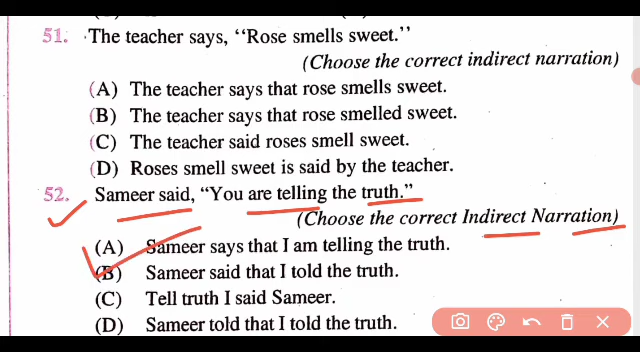 51. The teacher says, "Rose smells sweet."
(Choose the correct indirect narration)
(A) The teacher says that rose smells sweet.
(B) The teacher says that rose smelled sweet.
(C) The teacher said roses smell sweet.
(D) Roses smell sweet is said by the teacher.
52. Sameer said, "You are telling the truth."
(Choose the correct Indirect Narration)
(A) Sameer says that I am telling the truth.
(B) Sameer said that I told the truth.
(C) Tell truth I said Sameer.
(D) Sameer told that I told the truth.